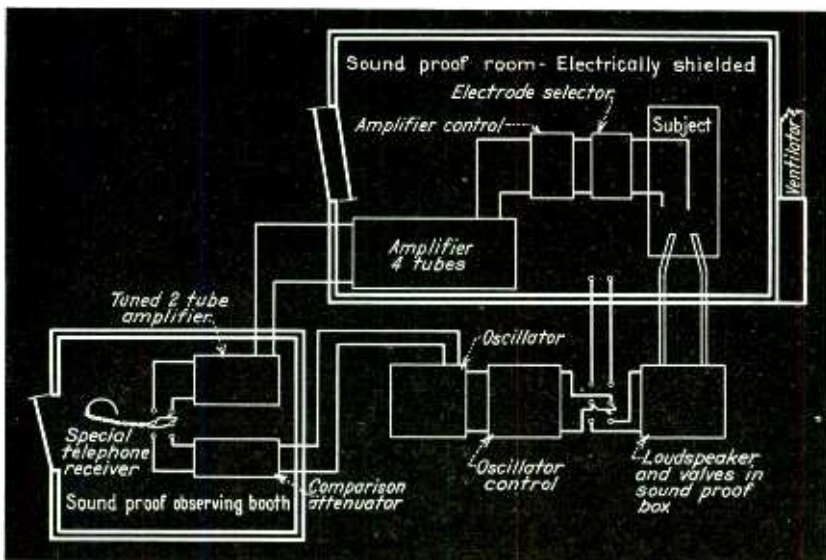 Sound proof room - Electrically shielded
Electrode selector
Amplifier control
Subject
Ventilator
Amplifier
4 tubes
Tuned 2 tube
amplifier
Oscillator
Special
telephone
receiver
Comparison
attenuator
Oscillator
control
Loudspeaker
and valves in
sound proof
box
Sound proof observing booth